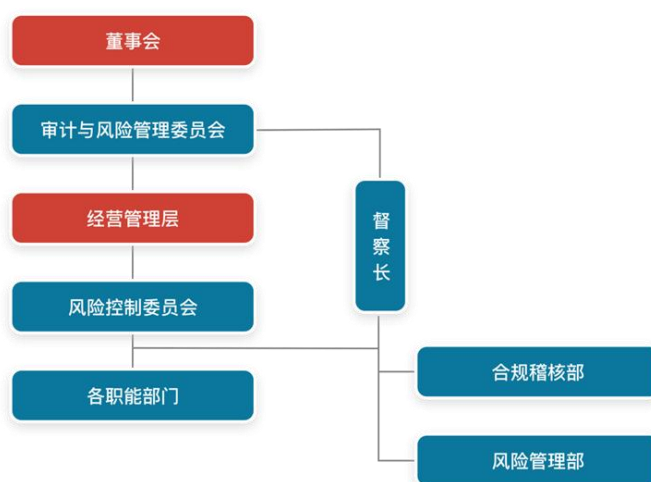 董事会
审计与风险管理委员会
经营管理层
督察长
风险控制委员会
合规稽核部
各职能部门
风险管理部